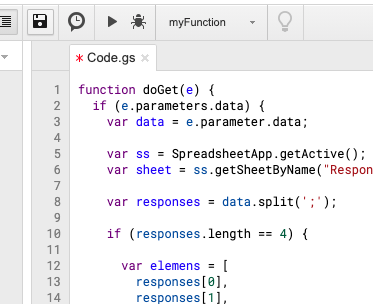 myFunction
* Code.gs ×
1 function doGet(e) {
2 if (e.parameters.data) {
3 var data = e.parameter.data;
4
5 var ss = SpreadsheetApp.getActive();
6 var sheet = ss.getSheetByName("Respon
7
8 var responses = data.split(';');
9
10 if (responses.length == 4) {
11
12 var elemens = [
13 responses[0],
14 responses[1],